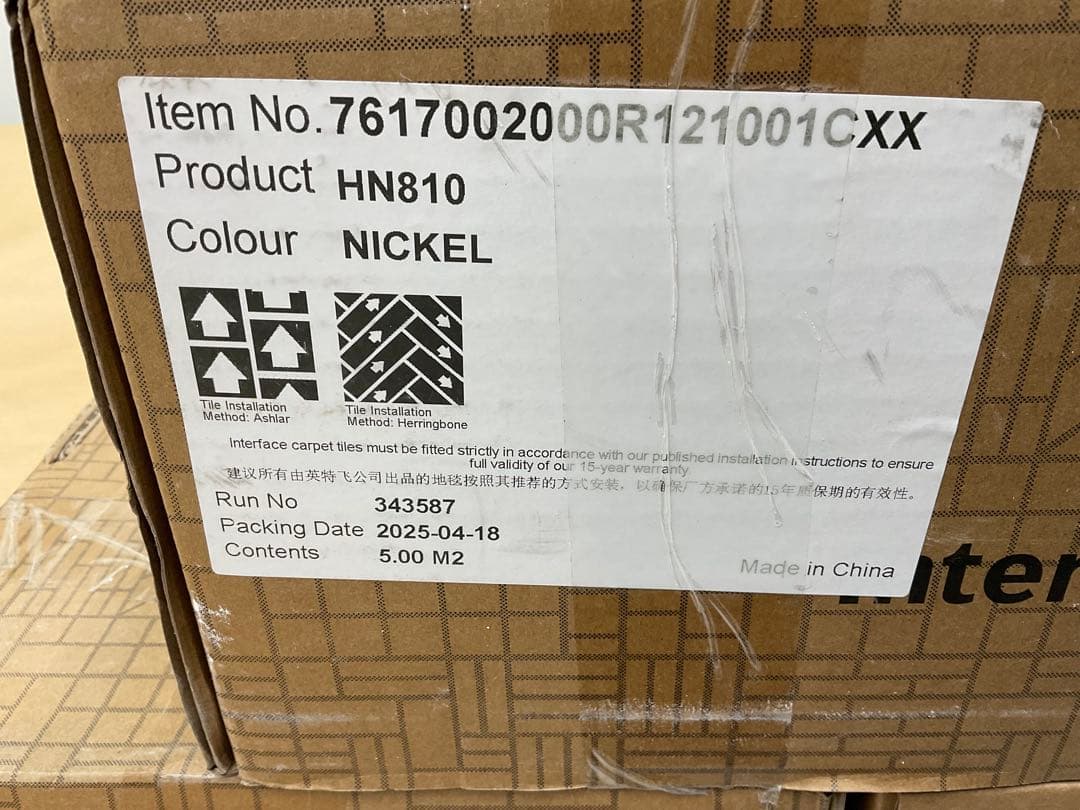 Item No. 7617002000R121001CXX
Product HN810
Colour NICKEL
Tile Installation
Method: Ashlar
Tile Installation
Method: Herringbone
Interface carpet tiles must be fitted strictly in accordance with our published installation instructions to ensure
full validity of our 15-year warranty
建议所有由英特飞公司出品的地毯按照其推荐的方式安装，以确保厂方承诺的15年质保期的有效性。
Run No 343587
Packing Date 2025-04-18
Contents 5.00 M2
Made in China
Inter